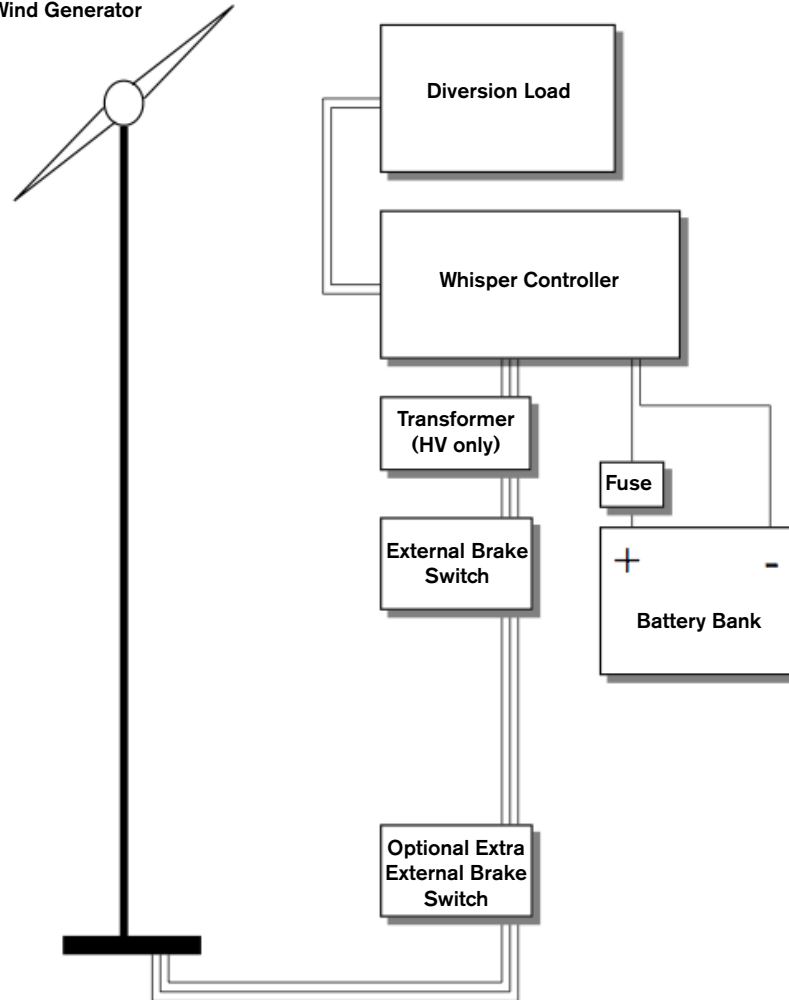 Wind Generator
Diversion Load
Whisper Controller
Transformer
(HV only)
Fuse
External Brake
Switch
+ -
Battery Bank
Optional Extra
External Brake
Switch